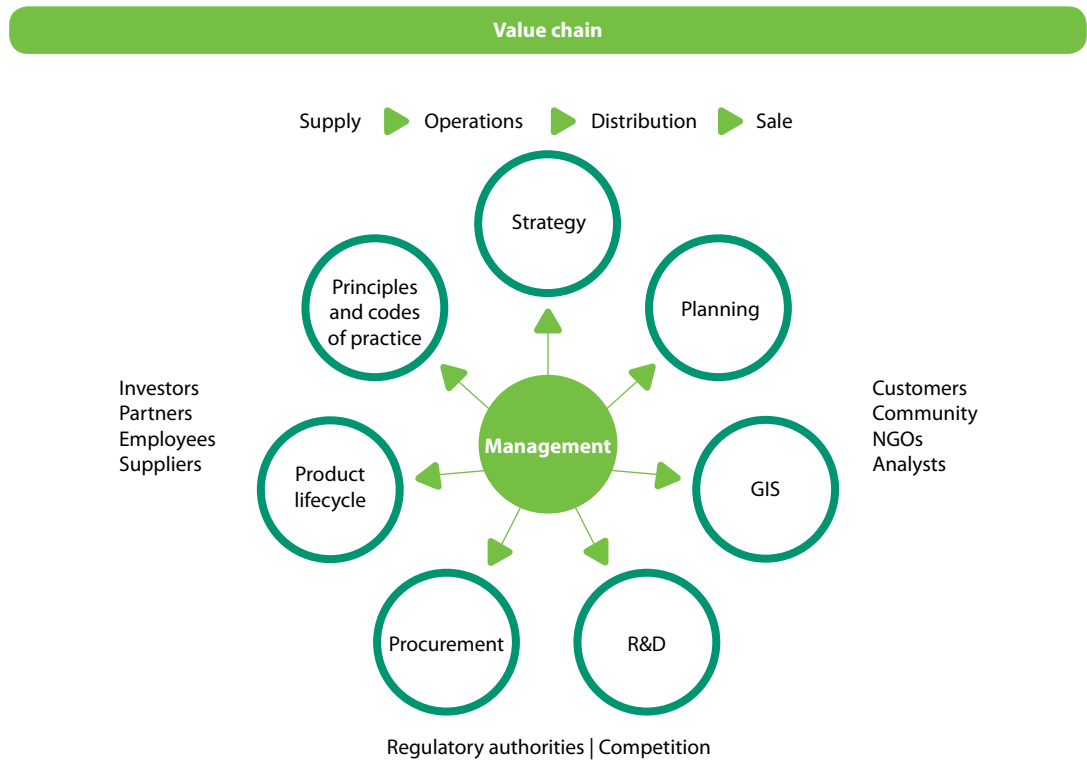 Value chain
Supply Operations Distribution Sale
Strategy
Principles
and codes
of practice
Planning
Investors
Partners
Employees
Suppliers
Customers
Community
NGOs
Analysts
Management
Product
lifecycle
GIS
Procurement
R&D
Regulatory authorities | Competition